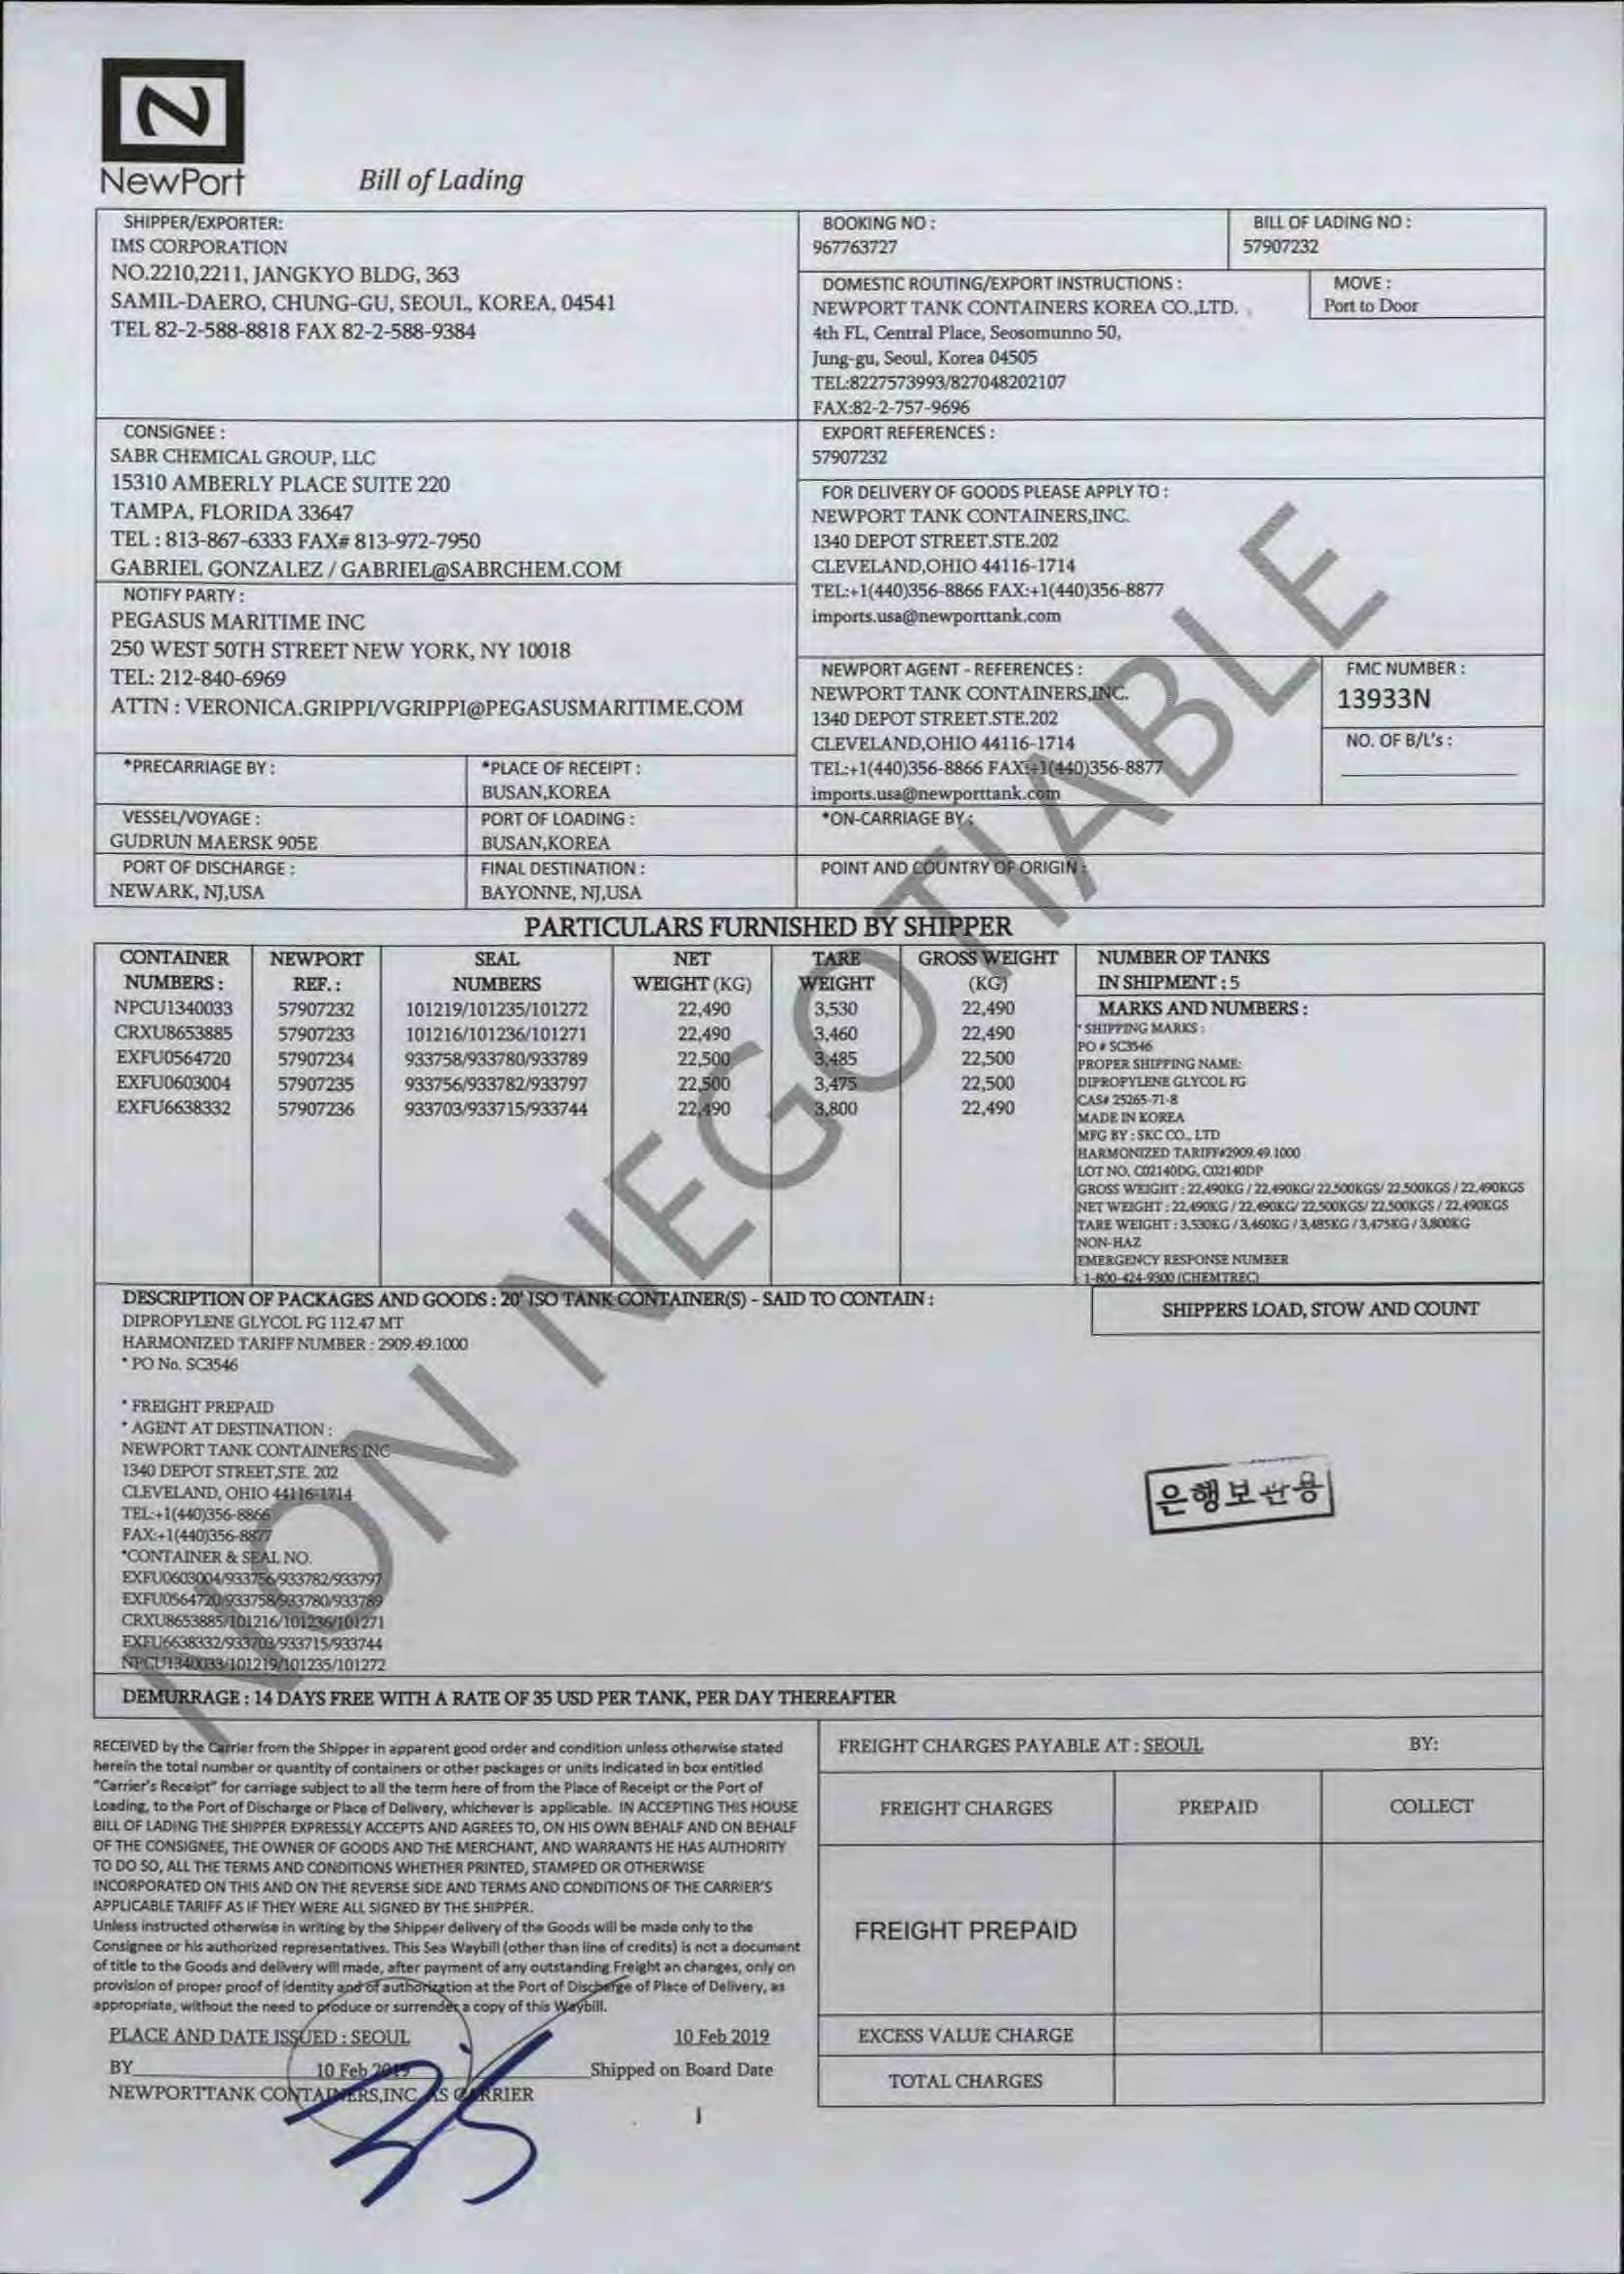 N
NewPort
Bill of Lading
SHIPPER/EXPORTER:
IMS CORPORATION
NO.2210,2211, JANGKYO BLDG, 363
SAMIL-DAERO, CHUNG-GU, SEOUL, KOREA, 04541
TEL 82-2-588-8818 FAX 82-2-588-9384
BOOKING NO :
967763727
BILL OF LADING NO :
57907232
DOMESTIC ROUTING/EXPORT INSTRUCTIONS :
NEWPORT TANK CONTAINERS KOREA CO.,LTD.
4th FL, Central Place, Seosomunno 50,
Jung-gu, Seoul, Korea 04505
TEL:8227573993/827048202107
FAX:82-2-757-9696
MOVE :
Port to Door
CONSIGNEE :
SABR CHEMICAL GROUP, LLC
15310 AMBERLY PLACE SUITE 220
TAMPA, FLORIDA 33647
TEL : 813-867-6333 FAX# 813-972-7950
GABRIEL GONZALEZ / GABRIEL@SABRCHEM.COM
EXPORT REFERENCES :
57907232
FOR DELIVERY OF GOODS PLEASE APPLY TO :
NEWPORT TANK CONTAINERS,INC.
1340 DEPOT STREET.STE.202
CLEVELAND,OHIO 44116-1714
TEL:+1(440)356-8866 FAX:+1(440)356-8877
imports.usa@newporttank.com
NOTIFY PARTY :
PEGASUS MARITIME INC
250 WEST 50TH STREET NEW YORK, NY 10018
TEL: 212-840-6969
ATTN : VERONICA.GRIPPI/VGRIPPI@PEGASUSMARITIME.COM
NEWPORT AGENT - REFERENCES :
NEWPORT TANK CONTAINERS,INC.
1340 DEPOT STREET.STE.202
CLEVELAND,OHIO 44116-1714
TEL:+1(440)356-8866 FAX:+1(440)356-8877
imports.usa@newporttank.com
FMC NUMBER :
13933N
NO. OF B/L's :
*PRECARRIAGE BY :
*PLACE OF RECEIPT :
BUSAN,KOREA
VESSEL/VOYAGE :
GUDRUN MAERSK 905E
PORT OF LOADING :
BUSAN,KOREA
*ON-CARRIAGE BY :
PORT OF DISCHARGE :
NEWARK, NJ,USA
FINAL DESTINATION :
BAYONNE, NJ,USA
POINT AND COUNTRY OF ORIGIN :
NON NEGOTIABLE
PARTICULARS FURNISHED BY SHIPPER
CONTAINER NEWPORT SEAL NET TARE GROSS WEIGHT
NUMBERS : REF. : NUMBERS WEIGHT (KG) WEIGHT (KG)
NPCU1340033 57907232 101219/101235/101272 22,490 3,530 22,490
CRXU8653885 57907233 101216/101236/101271 22,490 3,460 22,490
EXFU0564720 57907234 933758/933780/933789 22,500 3,485 22,500
EXFU0603004 57907235 933756/933782/933797 22,500 3,475 22,500
EXFU6638332 57907236 933703/933715/933744 22,490 3,800 22,490
NUMBER OF TANKS
IN SHIPMENT : 5
MARKS AND NUMBERS :
* SHIPPING MARKS :
PO # SC3546
PROPER SHIPPING NAME:
DIPROPYLENE GLYCOL FG
CAS# 25265-71-8
MADE IN KOREA
MFG BY : SKC CO., LTD
HARMONIZED TARIFF#2909.49.1000
LOT NO. C02140DG, C02140DP
GROSS WEIGHT : 22,490KG / 22,490KG/ 22,500KGS/ 22,500KGS / 22,490KGS
NET WEIGHT : 22,490KG / 22,490KG/ 22,500KGS/ 22,500KGS / 22,490KGS
TARE WEIGHT : 3,530KG / 3,460KG / 3,485KG / 3,475KG / 3,800KG
NON-HAZ
EMERGENCY RESPONSE NUMBER
: 1-800-424-9300 (CHEMTREC)
DESCRIPTION OF PACKAGES AND GOODS : 20' ISO TANK CONTAINER(S) - SAID TO CONTAIN :
SHIPPERS LOAD, STOW AND COUNT
DIPROPYLENE GLYCOL FG 112.47 MT
HARMONIZED TARIFF NUMBER : 2909.49.1000
* PO No. SC3546
* FREIGHT PREPAID
* AGENT AT DESTINATION :
NEWPORT TANK CONTAINERS INC
1340 DEPOT STREET,STE. 202
CLEVELAND, OHIO 44116-1714
TEL:+1(440)356-8866
FAX:+1(440)356-8877
*CONTAINER & SEAL NO.
EXFU0603004/933756/933782/933797
EXFU0564720/933758/933780/933789
CRXU8653885/101216/101236/101271
EXFU6638332/933703/933715/933744
NPCU1340033/101219/101235/101272
은행보관용
DEMURRAGE : 14 DAYS FREE WITH A RATE OF 35 USD PER TANK, PER DAY THEREAFTER
RECEIVED by the Carrier from the Shipper in apparent good order and condition unless otherwise stated
herein the total number or quantity of containers or other packages or units indicated in box entitled
"Carrier's Receipt" for carriage subject to all the term here of from the Place of Receipt or the Port of
Loading, to the Port of Discharge or Place of Delivery, whichever is applicable. IN ACCEPTING THIS HOUSE
BILL OF LADING THE SHIPPER EXPRESSLY ACCEPTS AND AGREES TO, ON HIS OWN BEHALF AND ON BEHALF
OF THE CONSIGNEE, THE OWNER OF GOODS AND THE MERCHANT, AND WARRANTS HE HAS AUTHORITY
TO DO SO, ALL THE TERMS AND CONDITIONS WHETHER PRINTED, STAMPED OR OTHERWISE
INCORPORATED ON THIS AND ON THE REVERSE SIDE AND TERMS AND CONDITIONS OF THE CARRIER'S
APPLICABLE TARIFF AS IF THEY WERE ALL SIGNED BY THE SHIPPER.
Unless instructed otherwise in writing by the Shipper delivery of the Goods will be made only to the
Consignee or his authorized representatives. This Sea Waybill (other than line of credits) is not a document
of title to the Goods and delivery will made, after payment of any outstanding Freight an changes, only on
provision of proper proof of identity and of authorization at the Port of Discharge of Place of Delivery, as
appropriate, without the need to produce or surrender a copy of this Waybill.
PLACE AND DATE ISSUED : SEOUL 10 Feb 2019
BY 10 Feb 2019 Shipped on Board Date
NEWPORTTANK CONTAINERS,INC AS CARRIER
FREIGHT CHARGES PAYABLE AT : SEOUL BY:
FREIGHT CHARGES PREPAID COLLECT
FREIGHT PREPAID
EXCESS VALUE CHARGE
TOTAL CHARGES